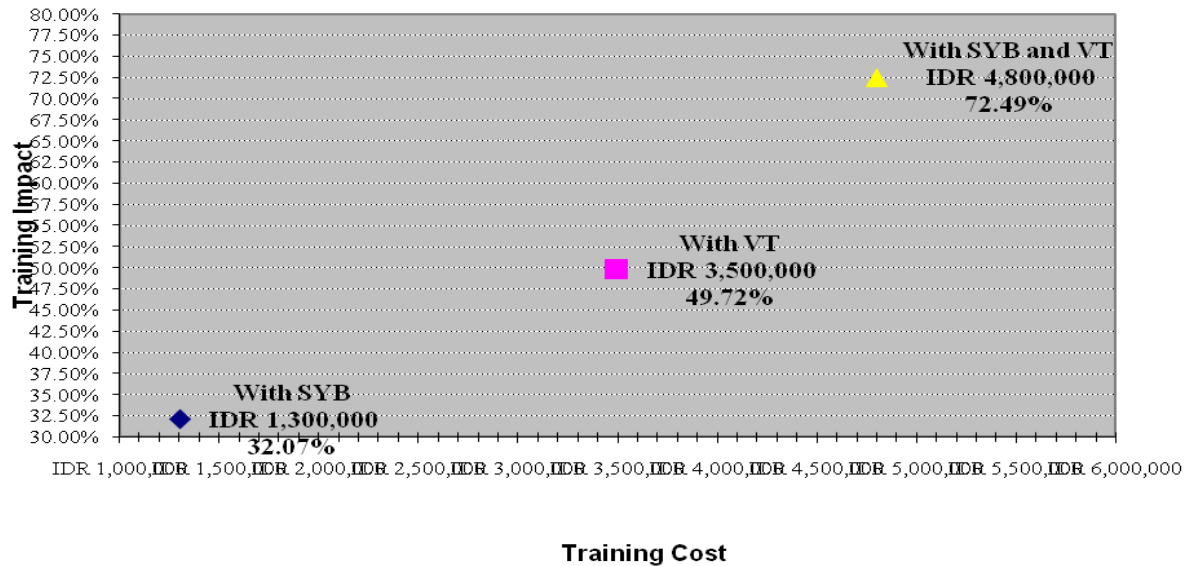 80.00%
77.50%
75.00%
72.50%
70.00%
67.50%
65.00%
62.50%
60.00%
57.50%
55.00%
52.50%
50.00%
47.50%
45.00%
42.50%
40.00%
37.50%
35.00%
32.50%
30.00%
Training Impact
With SYB and VT
IDR 4,800,000
72.49%
With VT
IDR 3,500,000
49.72%
With SYB
IDR 1,300,000
32.07%
IDR 1,000,000 IDR 1,500,000 IDR 2,000,000 IDR 2,500,000 IDR 3,000,000 IDR 3,500,000 IDR 4,000,000 IDR 4,500,000 IDR 5,000,000 IDR 5,500,000 IDR 6,000,000
Training Cost